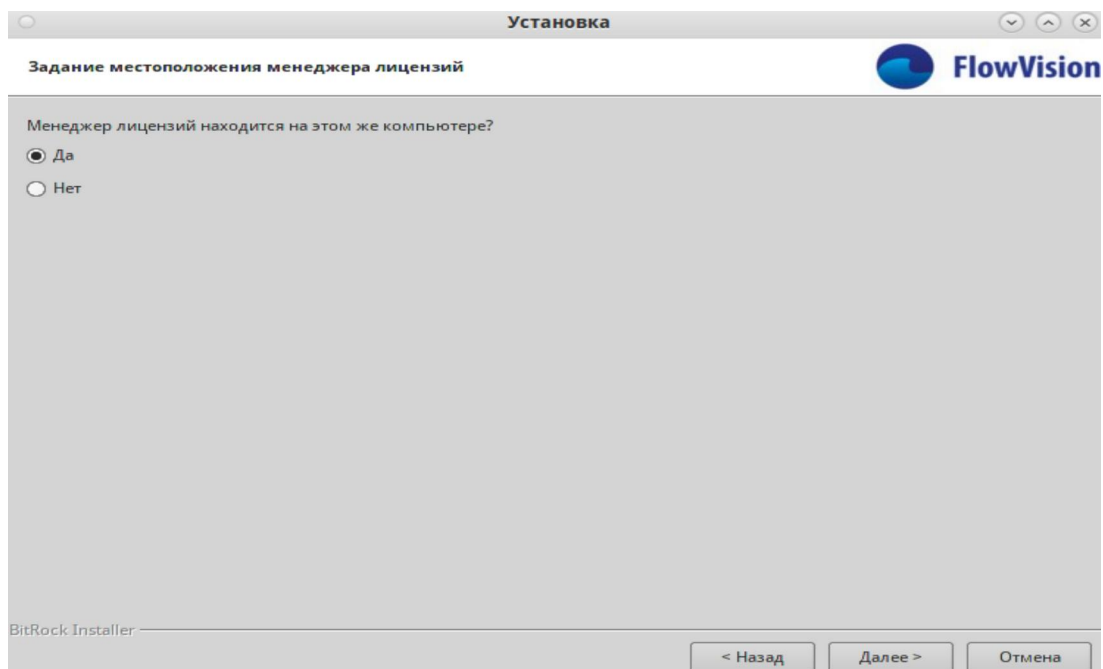 Установка
Задание местоположения менеджера лицензий
FlowVision
Менеджер лицензий находится на этом же компьютере?
Да
Нет
BitRock Installer
< Назад
Далее >
Отмена